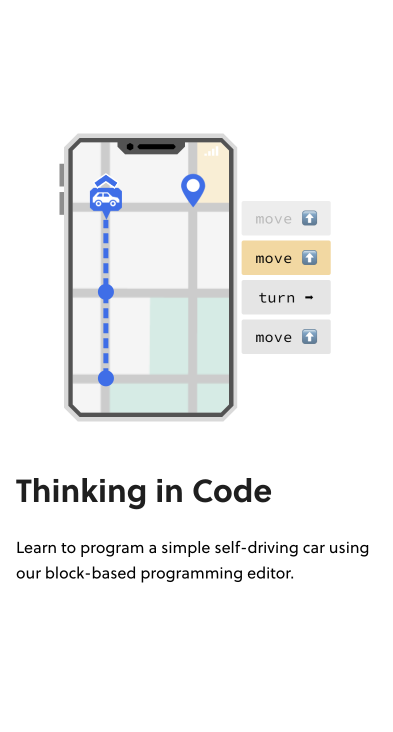 move ⬆️
move ⬆️
turn ➡
move ⬆️
Thinking in Code
Learn to program a simple self-driving car using
our block-based programming editor.